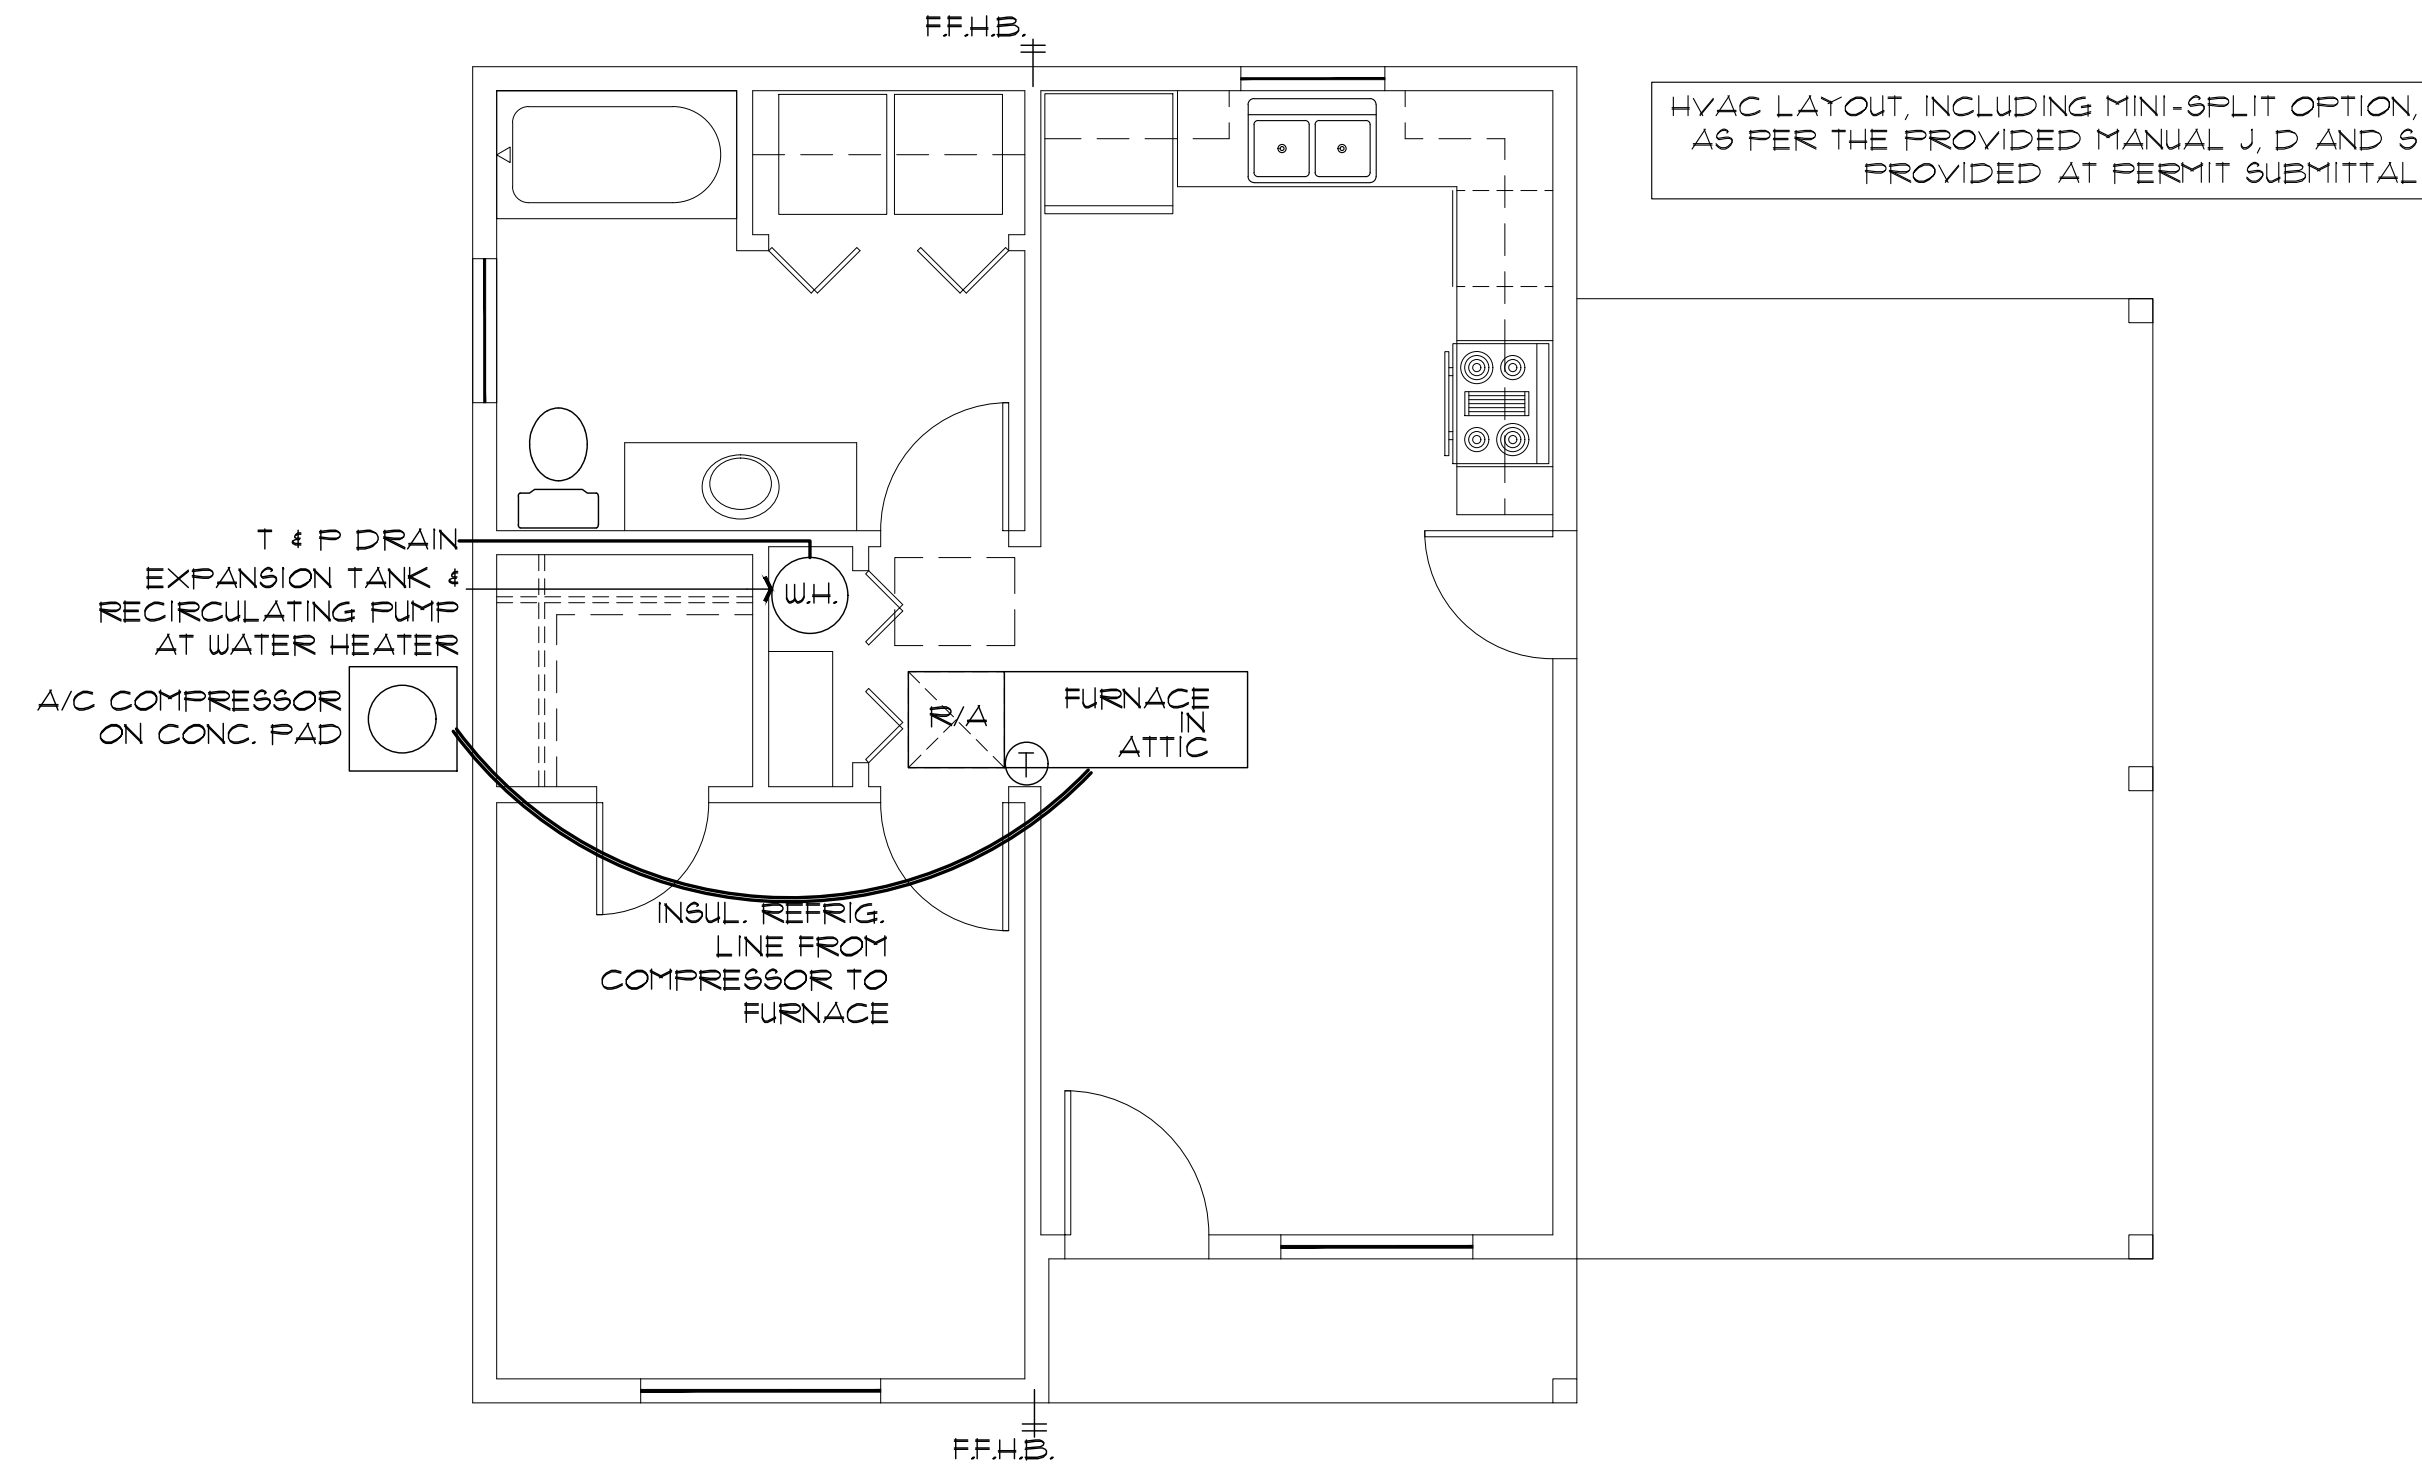 F.F.H.B.
HVAC LAYOUT, INCLUDING MINI-SPLIT OPTION,
AS PER THE PROVIDED MANUAL J, D AND S
PROVIDED AT PERMIT SUBMITTAL
T & P DRAIN
EXPANSION TANK &
RECIRCULATING PUMP
AT WATER HEATER
W.H.
A/C COMPRESSOR
ON CONC. PAD
R/A
FURNACE
IN
ATTIC
T
INSUL. REFRIG.
LINE FROM
COMPRESSOR TO
FURNACE
F.F.H.B.